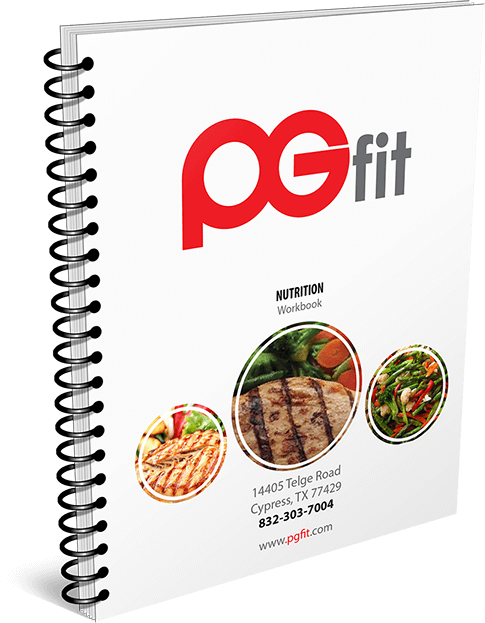 PGfit
NUTRITION
Workbook
14405 Telge Road
Cypress, TX 77429
832-303-7004
www.pgfit.com